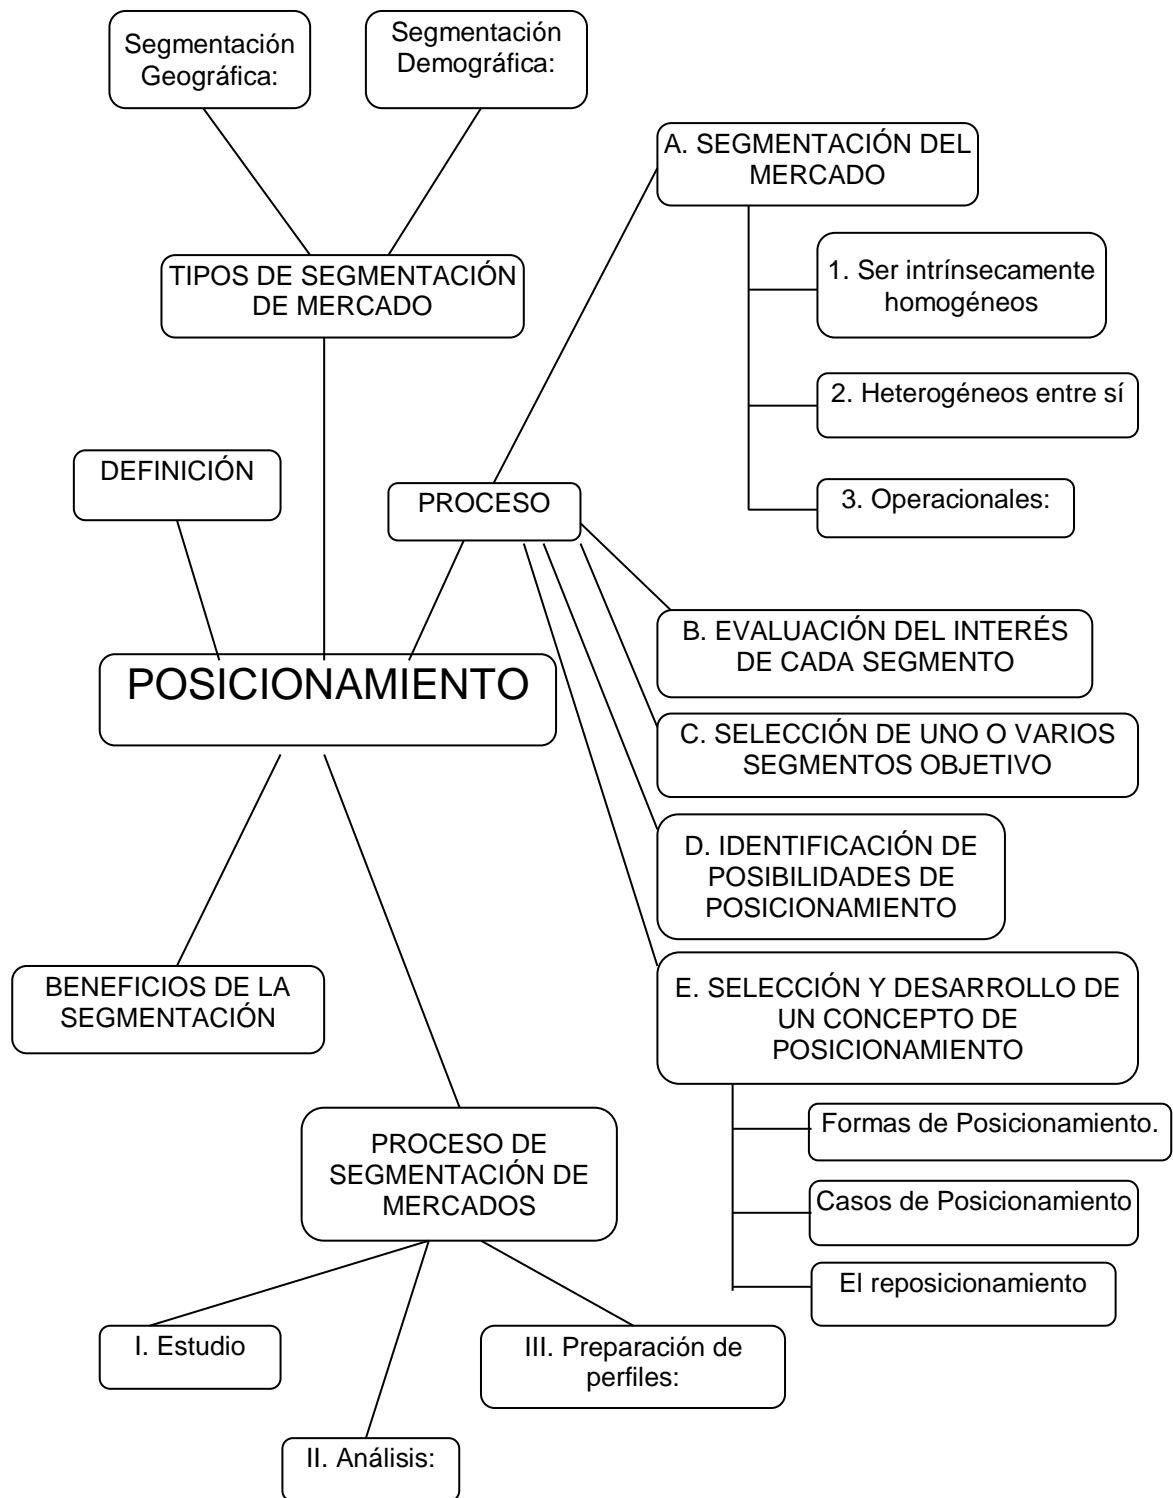 Segmentación
Geográfica:
Segmentación
Demográfica:
A. SEGMENTACIÓN DEL
MERCADO
1. Ser intrínsecamente
homogéneos
TIPOS DE SEGMENTACIÓN
DE MERCADO
2. Heterogéneos entre sí
DEFINICIÓN
PROCESO
3. Operacionales:
B. EVALUACIÓN DEL INTERÉS
DE CADA SEGMENTO
POSICIONAMIENTO
C. SELECCIÓN DE UNO O VARIOS
SEGMENTOS OBJETIVO
D. IDENTIFICACIÓN DE
POSIBILIDADES DE
POSICIONAMIENTO
BENEFICIOS DE LA
SEGMENTACIÓN
E. SELECCIÓN Y DESARROLLO DE
UN CONCEPTO DE
POSICIONAMIENTO
Formas de Posicionamiento.
PROCESO DE
SEGMENTACIÓN DE
MERCADOS
Casos de Posicionamiento
El reposicionamiento
I. Estudio
III. Preparación de
perfiles:
II. Análisis: